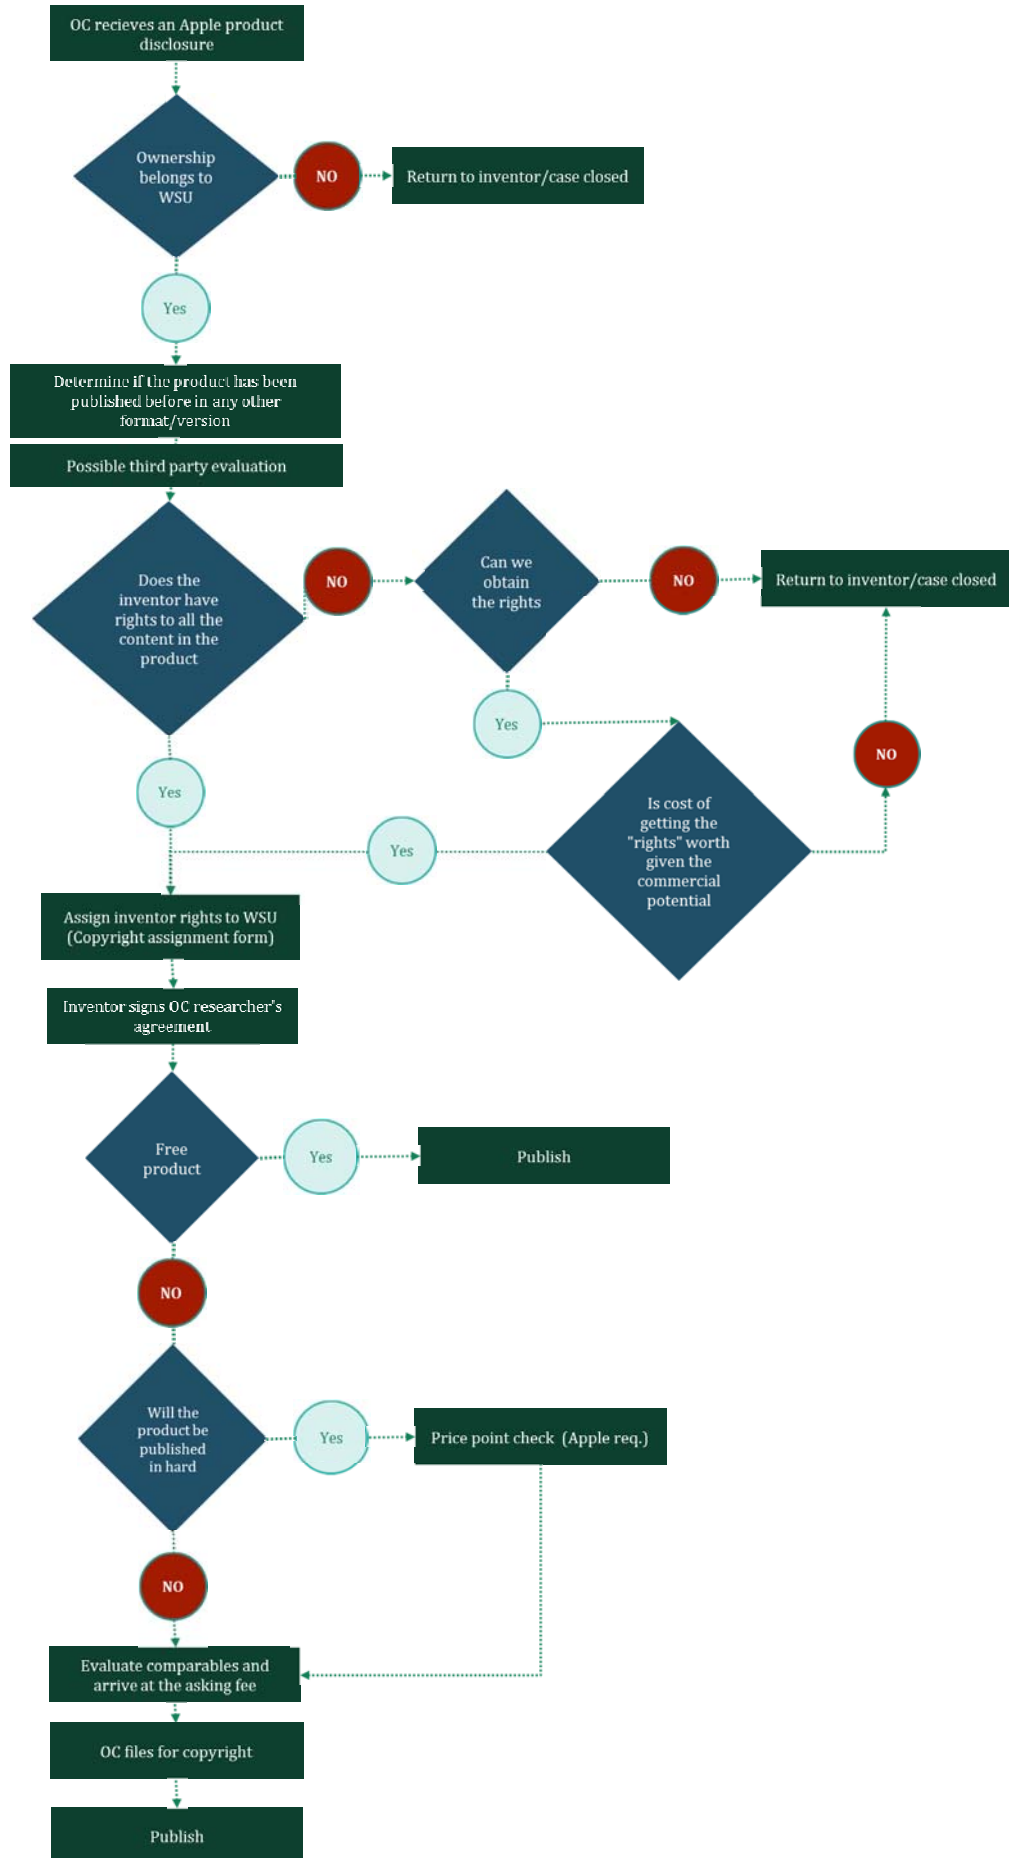 OC recieves an Apple product
disclosure
Ownership
belongs to
WSU
NO
Return to inventor/case closed
Yes
Determine if the product has been
published before in any other
format/version
Possible third party evaluation
Does the
inventor have
rights to all the
content in the
product
NO
Can we
obtain
the rights
NO
Return to inventor/case closed
Yes
NO
Yes
Is cost of
getting the
"rights" worth
given the
commercial
potential
Yes
Assign inventor rights to WSU
(Copyright assignment form)
Inventor signs OC researcher's
agreement
Free
product
Yes
Publish
NO
Will the
product be
published
in hard
Yes
Price point check (Apple req.)
NO
Evaluate comparables and
arrive at the asking fee
OC files for copyright
Publish